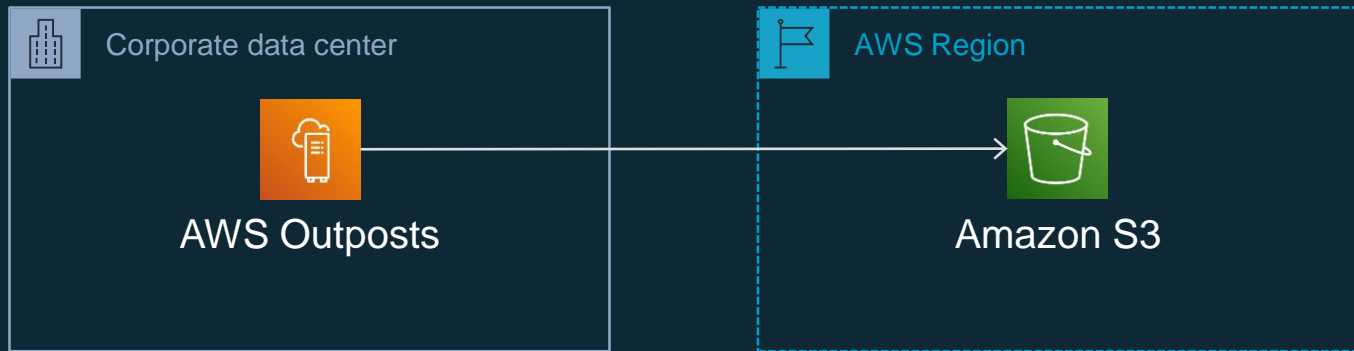 Corporate data center
AWS Region
AWS Outposts
Amazon S3